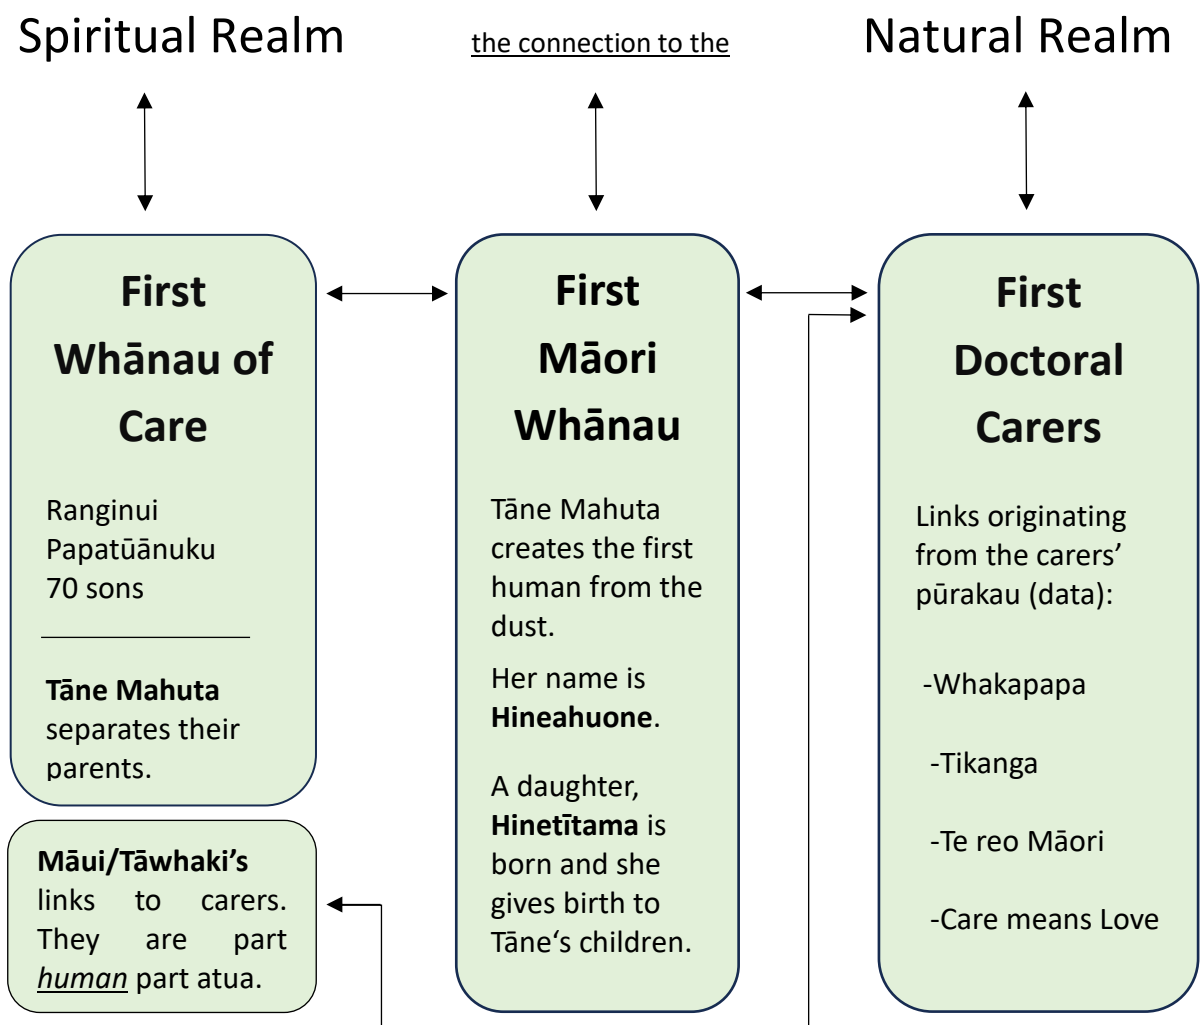 Spiritual Realm
the connection to the
Natural Realm
First
Whānau of
Care
Ranginui
Papatūānuku
70 sons
Tāne Mahuta
separates their
parents.
Māui/Tāwhaki’s
links to carers.
They are part
human part atua.
First
Māori
Whānau
Tāne Mahuta
creates the first
human from the
dust.
Her name is
Hineahuone.
A daughter,
Hinetītama is
born and she
gives birth to
Tāne‘s children.
First
Doctoral
Carers
Links originating
from the carers’
pūrakau (data):
-Whakapapa
-Tikanga
-Te reo Māori
-Care means Love